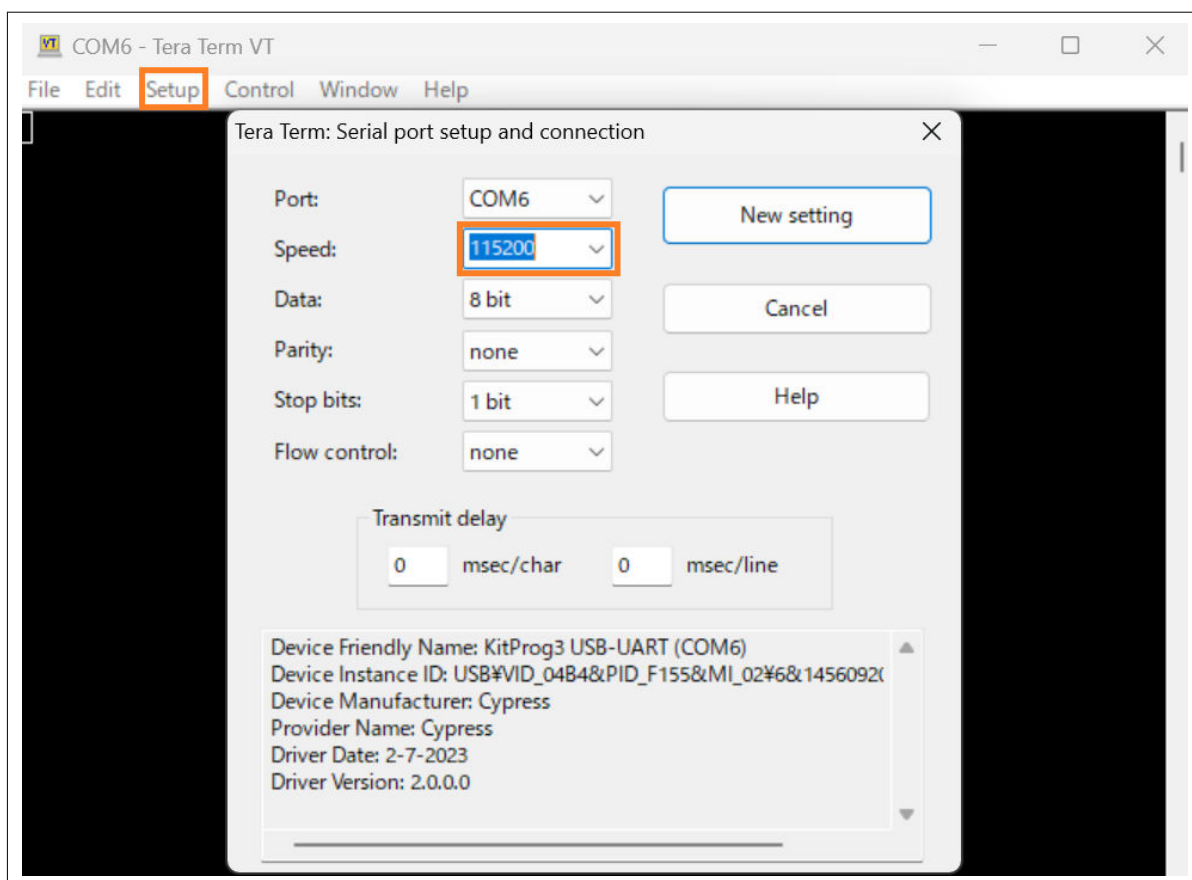 COM6 - Tera Term VT
File Edit Setup Control Window Help
Tera Term: Serial port setup and connection
Port: COM6 New setting
Speed: 115200
Data: 8 bit Cancel
Parity: none
Stop bits: 1 bit Help
Flow control: none
Transmit delay
0 msec/char 0 msec/line
Device Friendly Name: KitProg3 USB-UART (COM6)
Device Instance ID: USB¥VID_04B4&PID_F155&MI_02¥6&1456092(
Device Manufacturer: Cypress
Provider Name: Cypress
Driver Date: 2-7-2023
Driver Version: 2.0.0.0